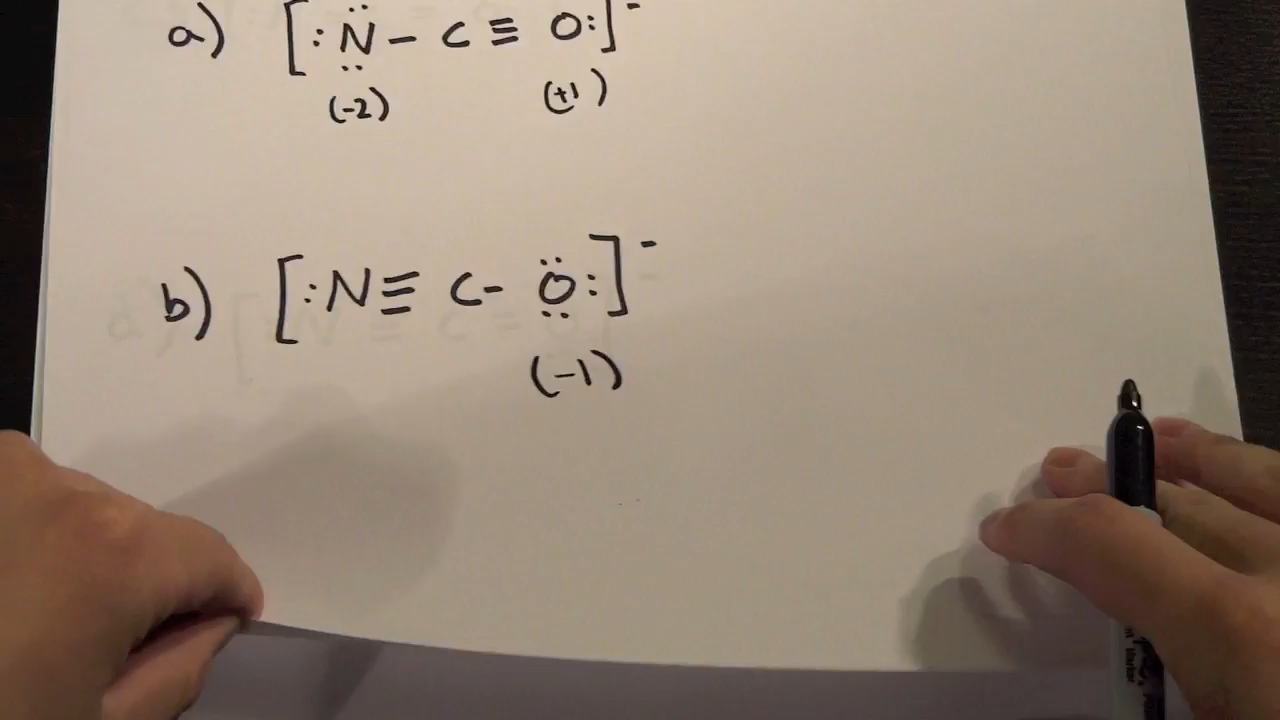 a) [:N̤̈ - C ≡ O:]⁻
(-2) (+1)
b) [:N ≡ C - Ö̤:]⁻
(-1)